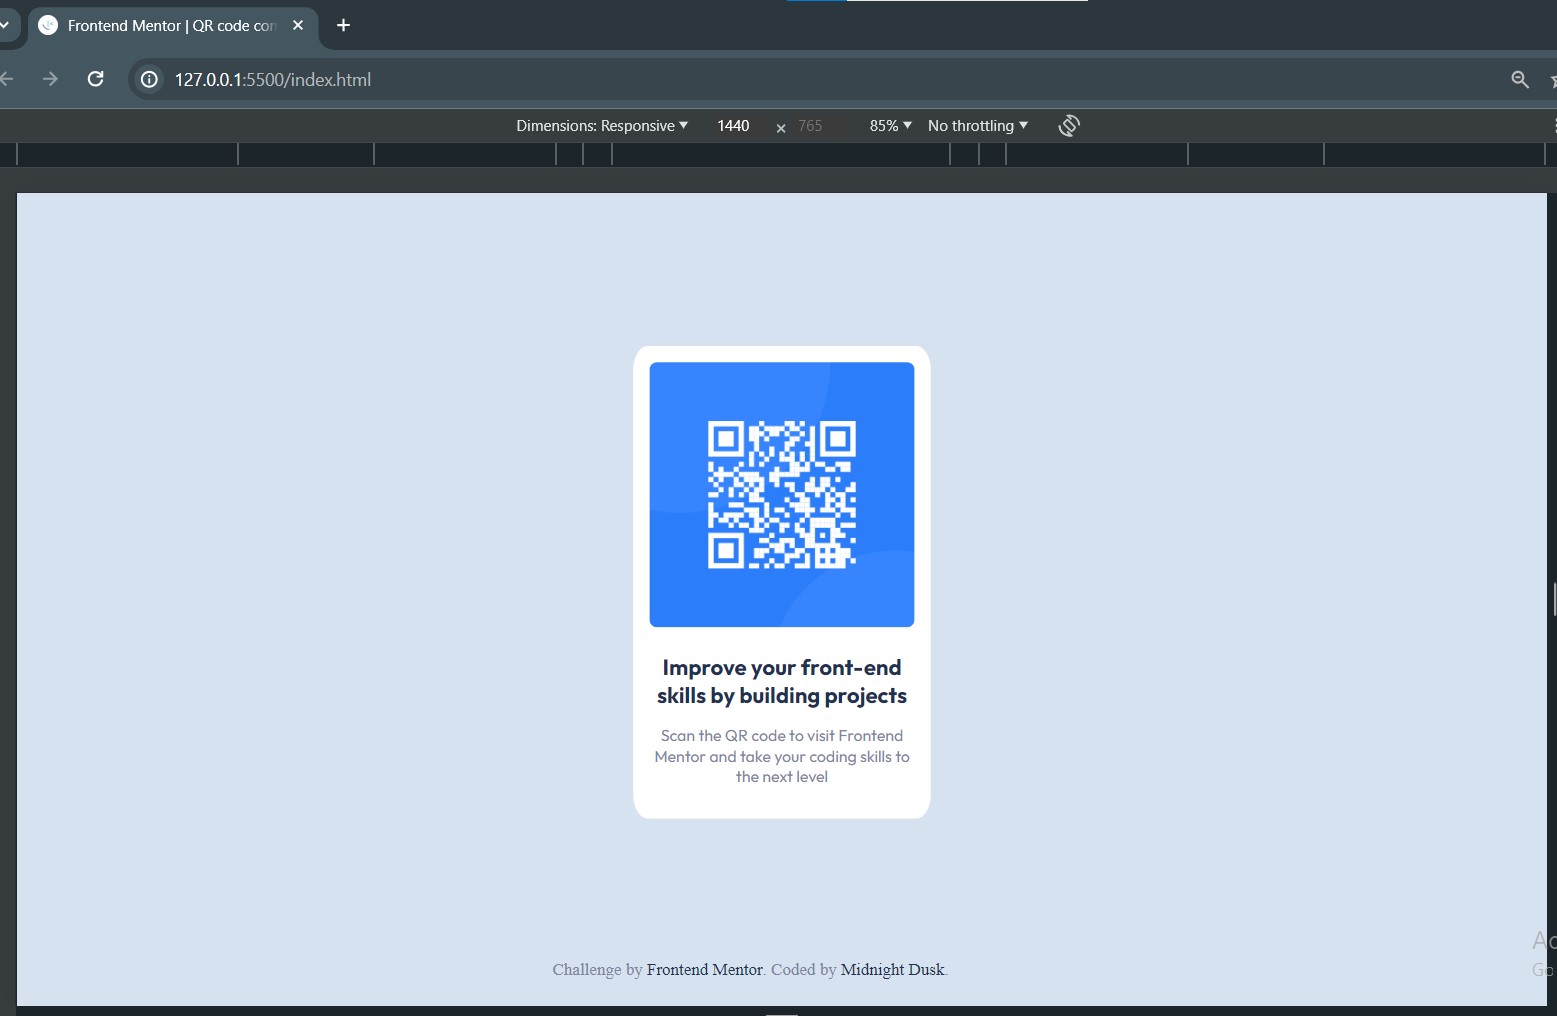 Frontend Mentor | QR code con
127.0.0.1:5500/index.html
Dimensions: Responsive 1440 × 765 85% No throttling
Improve your front-end
skills by building projects
Scan the QR code to visit Frontend
Mentor and take your coding skills to
the next level
Challenge by Frontend Mentor. Coded by Midnight Dusk.